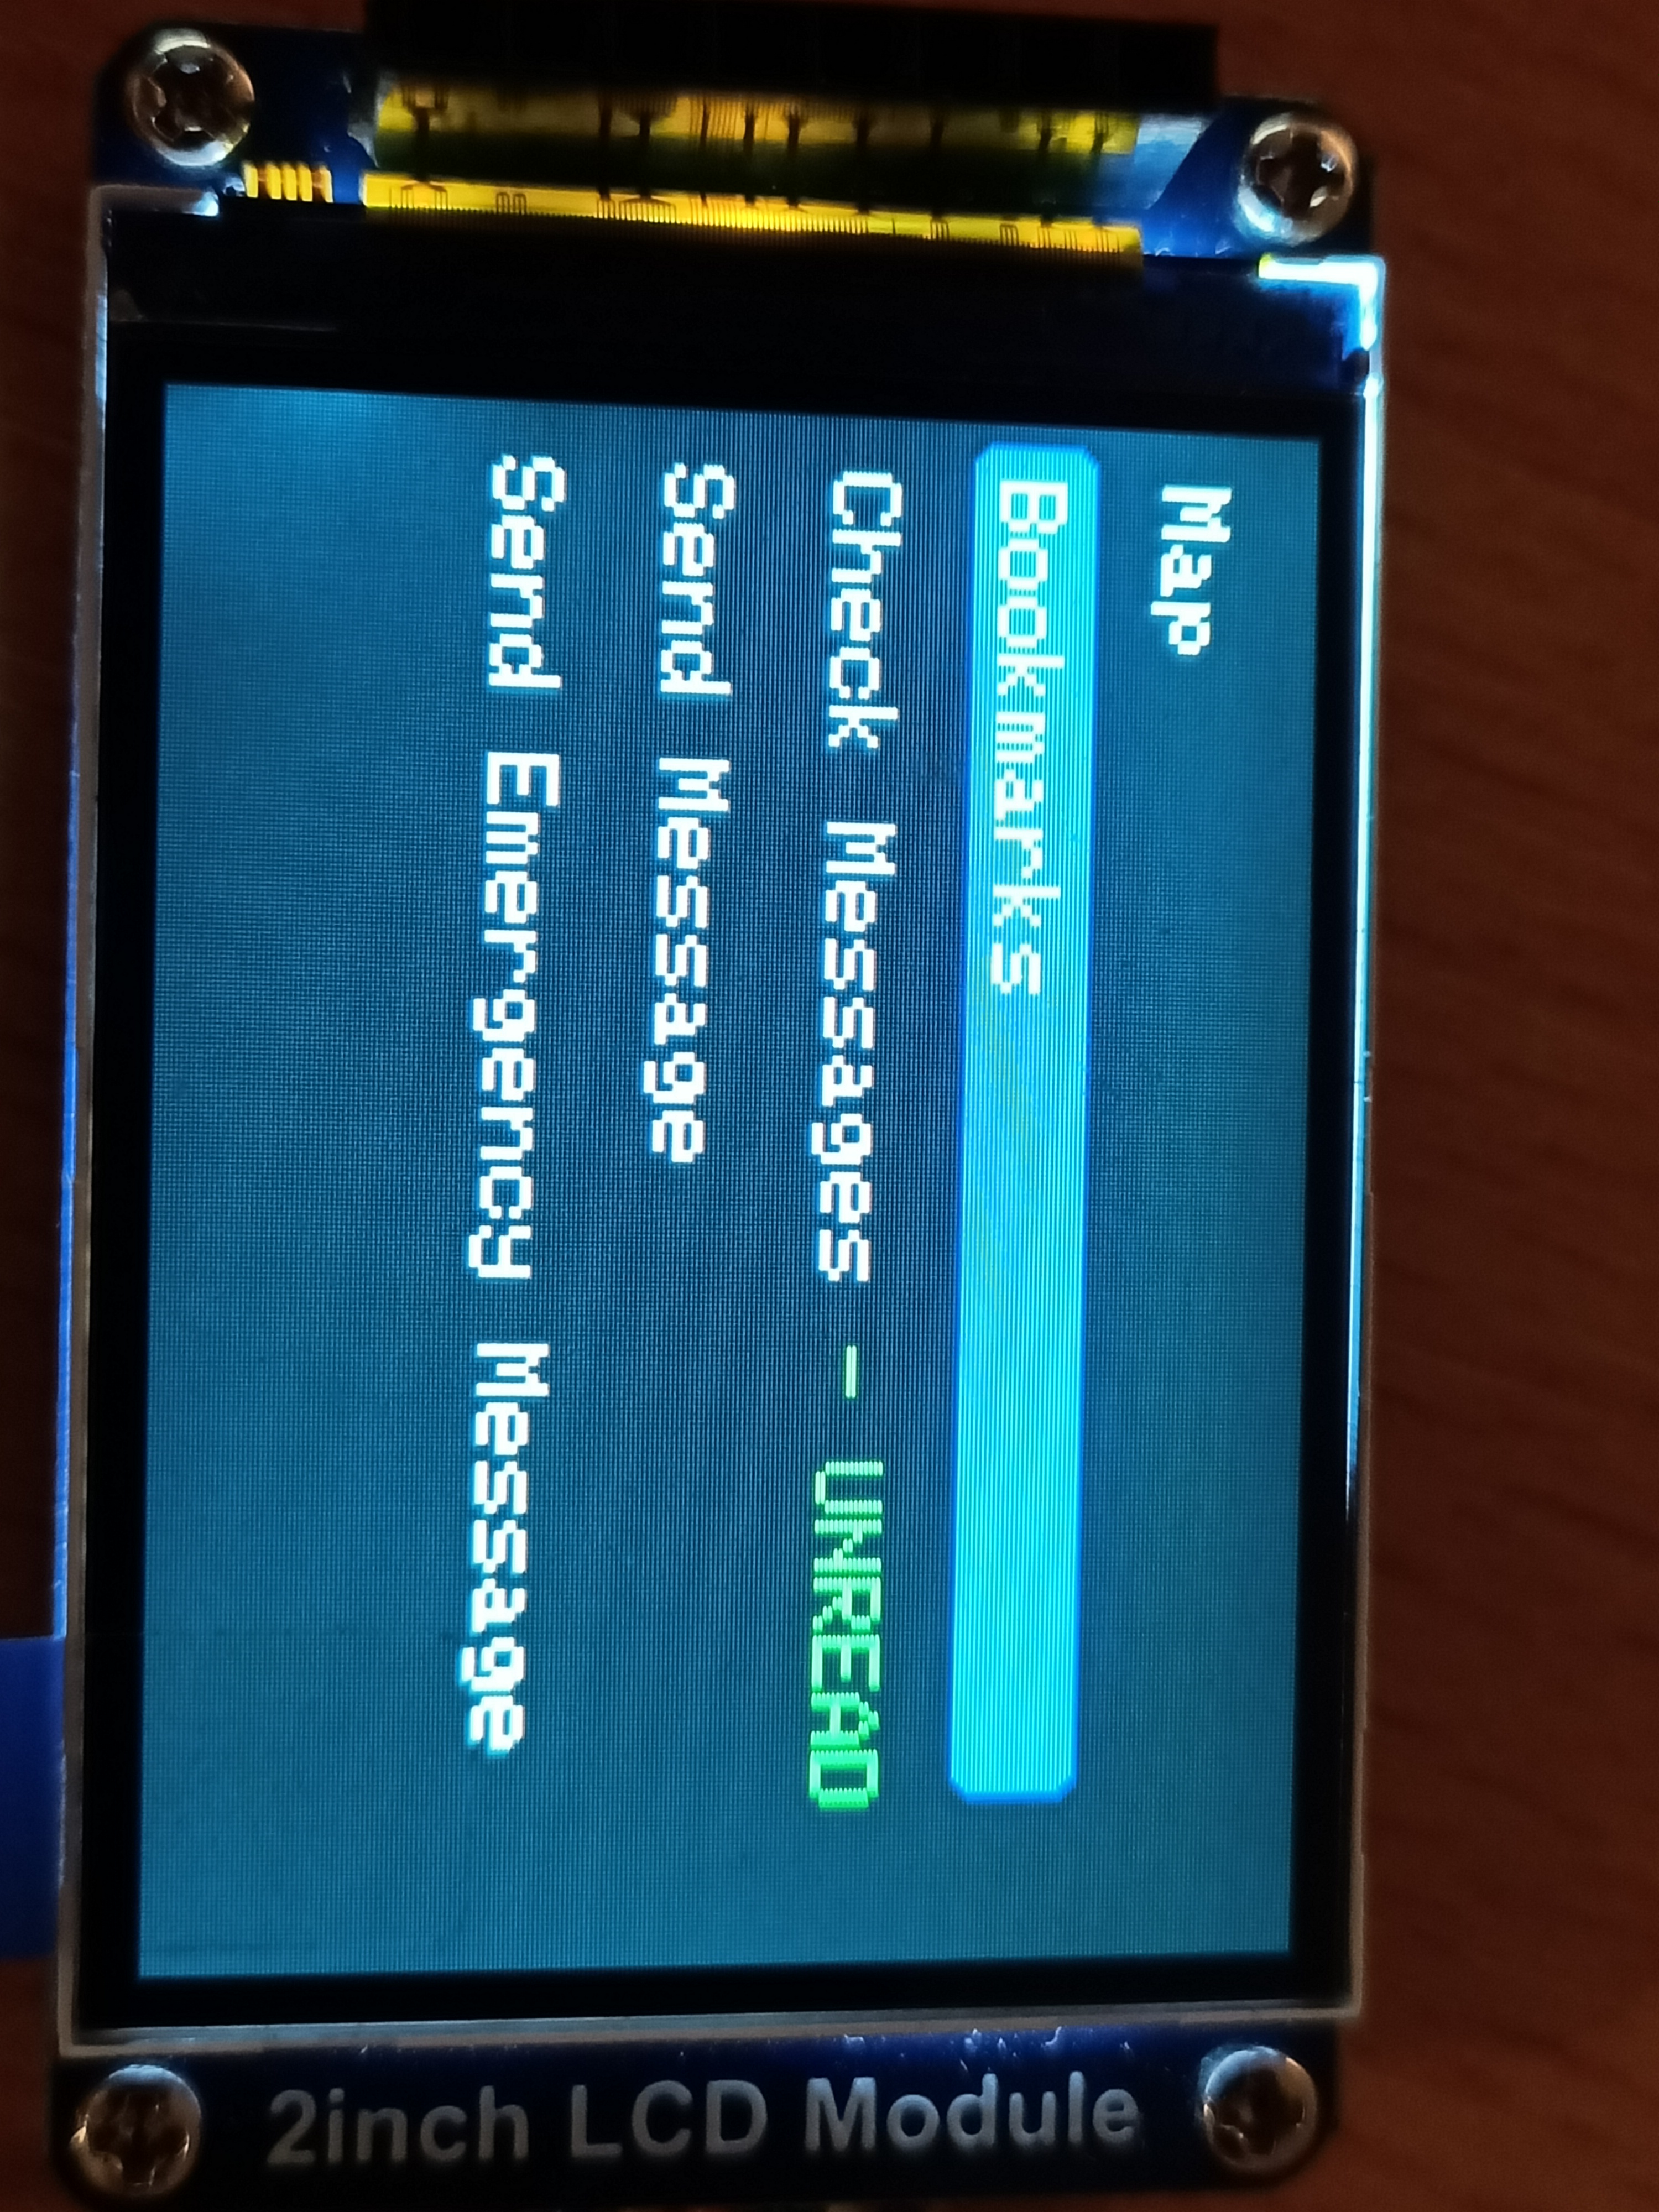 Map
Bookmarks
Check Messages - UNREAD
Send Message
Send Emergency Message
2inch LCD Module